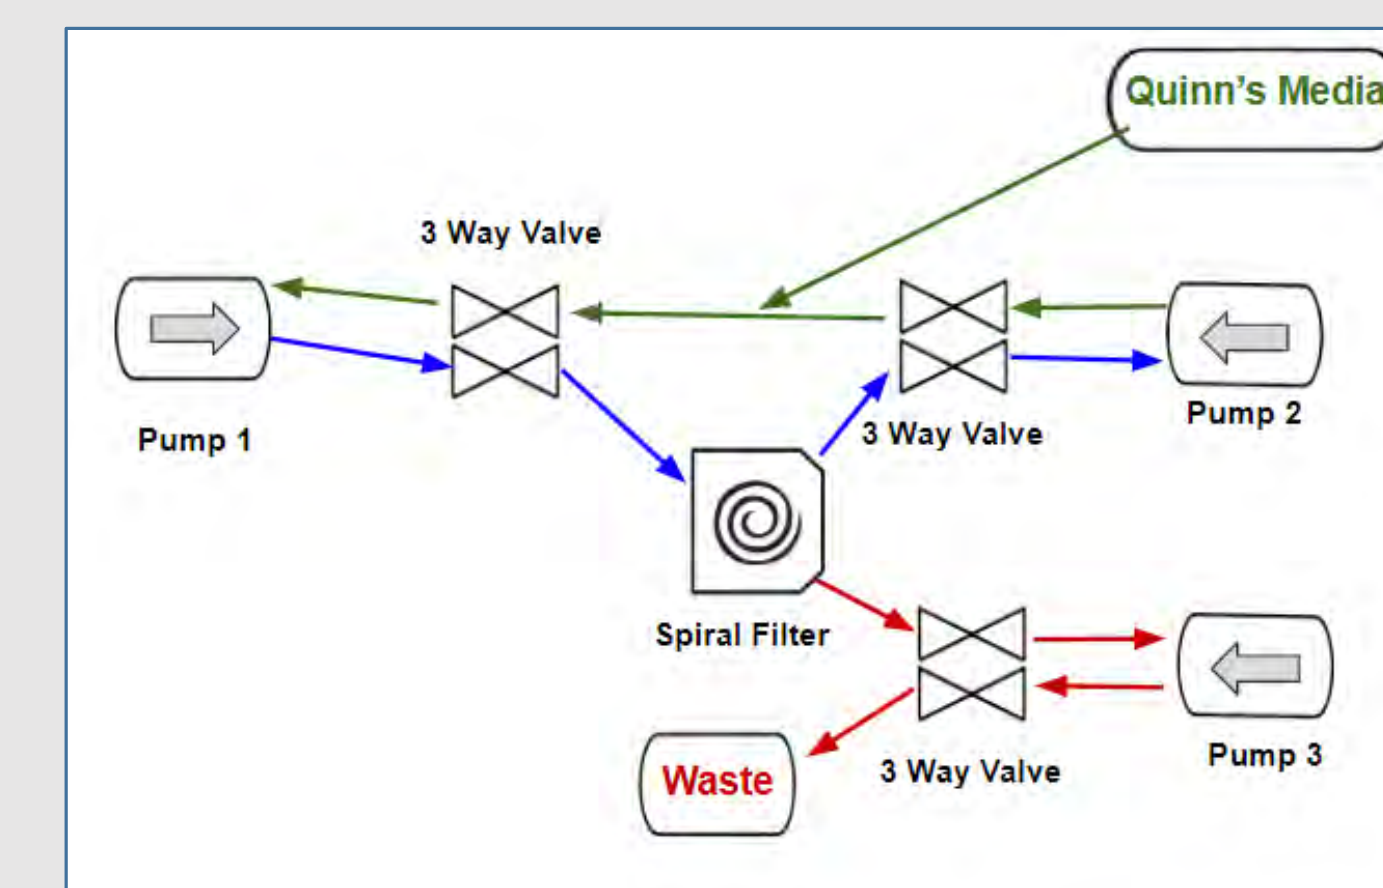 Quinn's Media
3 Way Valve
Pump 1
3 Way Valve
Pump 2
Spiral Filter
3 Way Valve
Pump 3
Waste